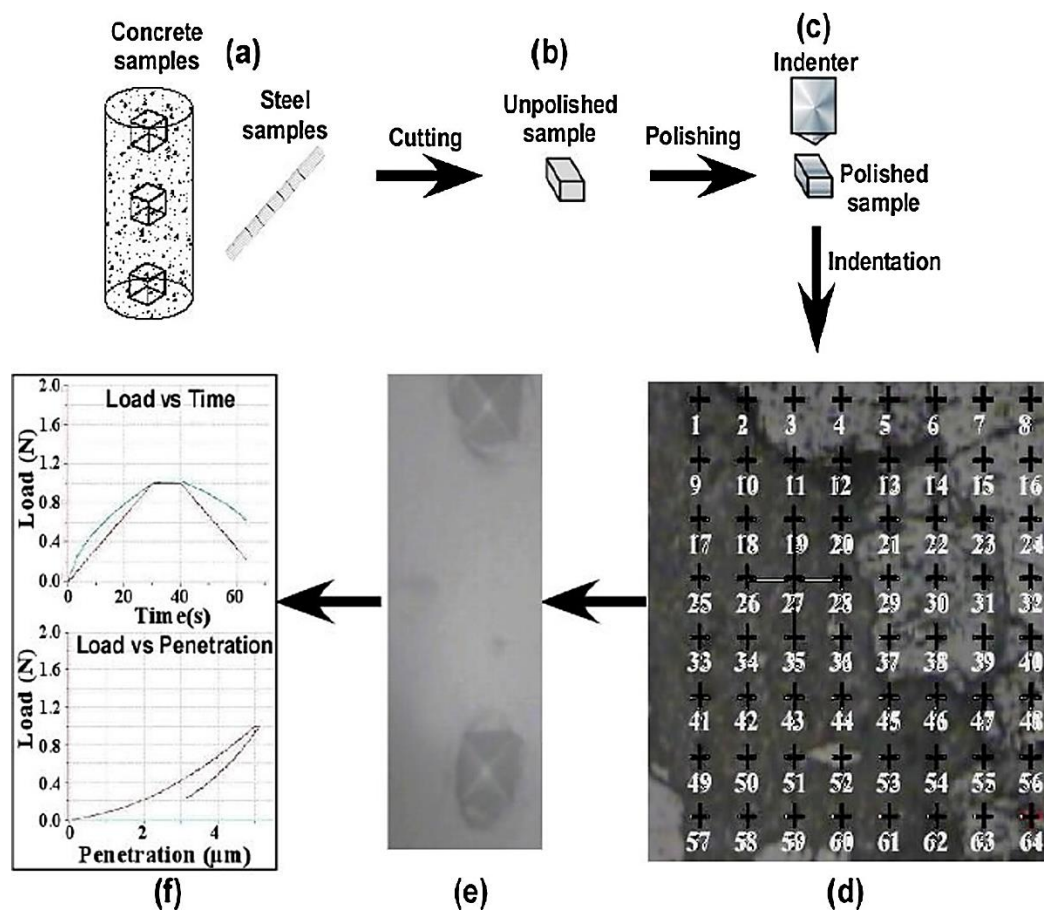 Concrete
samples
(a)
Steel
samples
Cutting
(b)
Unpolished
sample
Polishing
(c)
Indenter
Polished
sample
Indentation
1 2 3 4 5 6 7 8
9 10 11 12 13 14 15 16
17 18 19 20 21 22 23 24
25 26 27 28 29 30 31 32
33 34 35 36 37 38 39 40
41 42 43 44 45 46 47 48
49 50 51 52 53 54 55 56
57 58 59 60 61 62 63 64
(d)
(e)
Load vs Time
Load (N)
2.0
1.6
1.2
0.8
0.4
0.0
0 20 40 60
Time(s)
Load vs Penetration
Load (N)
2.0
1.6
1.2
0.8
0.4
0.0
0 2 4
Penetration (µm)
(f)